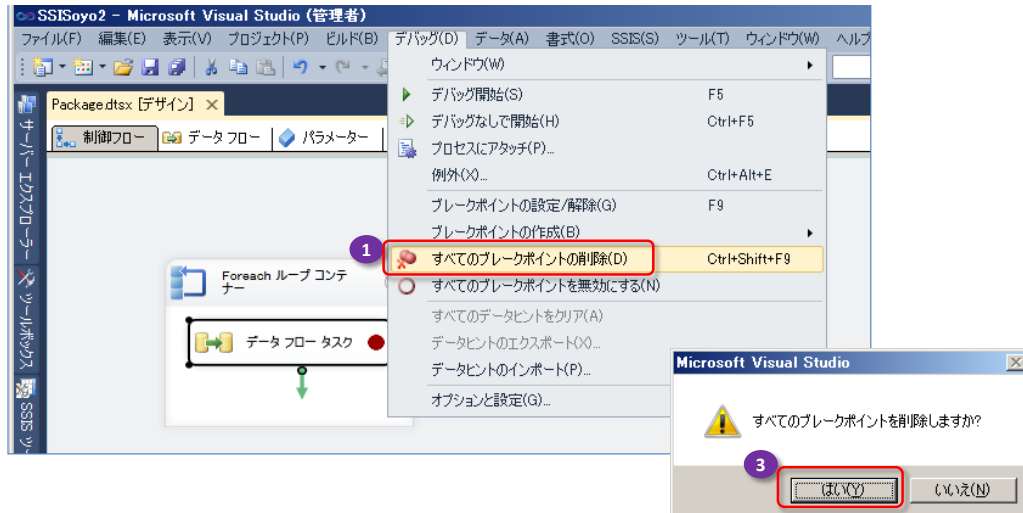 SSISoyo2 - Microsoft Visual Studio (管理者)
ファイル(F) 編集(E) 表示(V) プロジェクト(P) ビルド(B) デバッグ(D) データ(A) 書式(O) SSIS(S) ツール(T) ウィンドウ(W) ヘルプ
ウィンドウ(W)
Package.dtsx [デザイン] ×
デバッグ開始(S) F5
デバッグなしで開始(H) Ctrl+F5
制御フロー データ フロー パラメーター
プロセスにアタッチ(P)...
例外(X)... Ctrl+Alt+E
ブレークポイントの設定/解除(G) F9
ブレークポイントの作成(B)
1
すべてのブレークポイントの削除(D) Ctrl+Shift+F9
すべてのブレークポイントを無効にする(N)
すべてのデータヒントをクリア(A)
データヒントのエクスポート(X)...
データヒントのインポート(P)...
オプションと設定(G)...
サーバー エクスプローラー
ツールボックス
SSIS ツー
Foreach ループ コンテ
ナー
データ フロー タスク
Microsoft Visual Studio
すべてのブレークポイントを削除しますか?
3
はい(Y) いいえ(N)